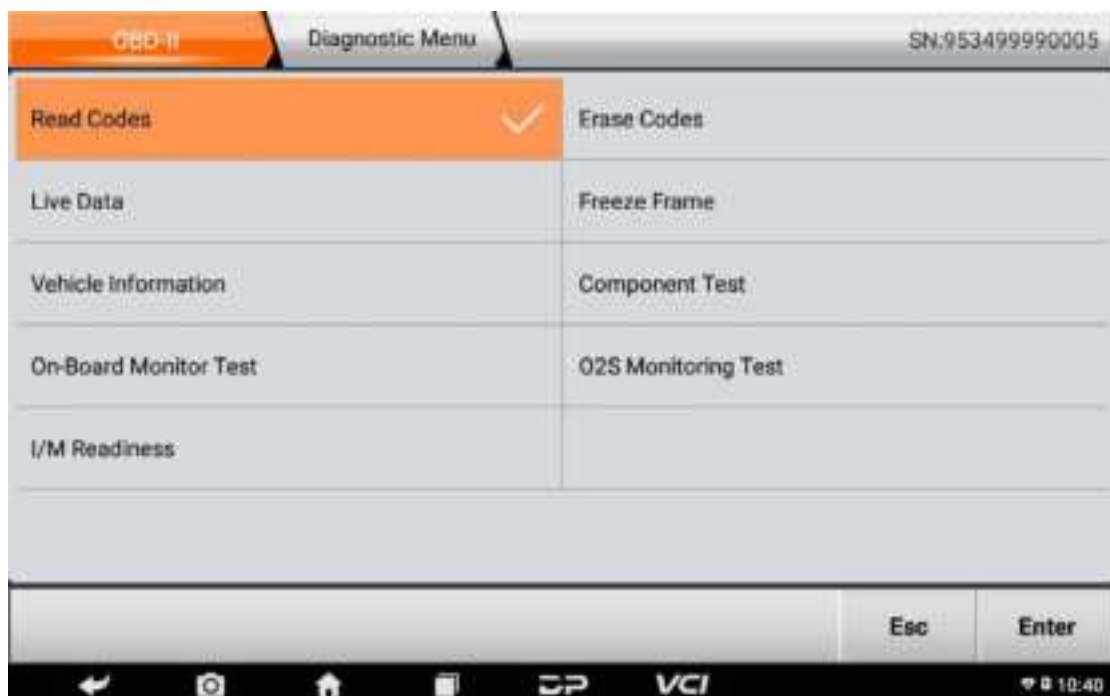 OBD-II Diagnostic Menu SN:953499990005
Read Codes Erase Codes
Live Data Freeze Frame
Vehicle Information Component Test
On-Board Monitor Test O2S Monitoring Test
I/M Readiness
Esc Enter
VCI 10:40